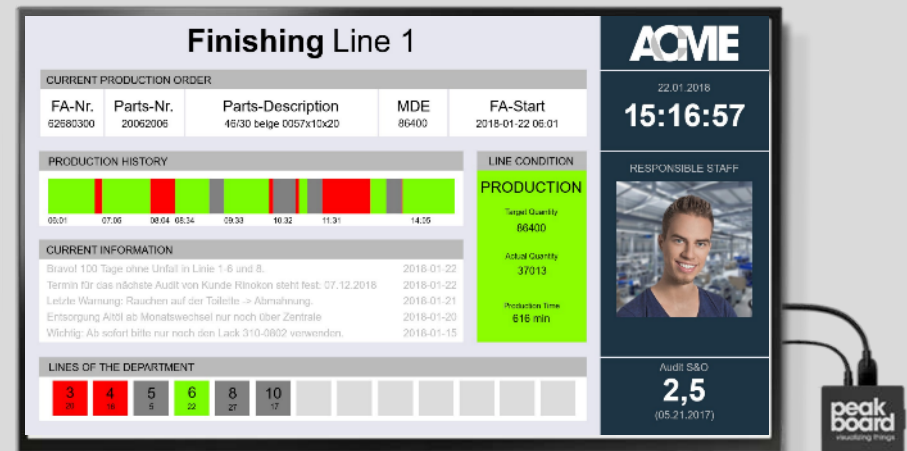 Finishing Line 1
CURRENT PRODUCTION ORDER
FA-Nr. Parts-Nr. Parts-Description MDE FA-Start
62680300 20062006 46/30 beige 0057x10x20 86400 2018-01-22 06:01
PRODUCTION HISTORY
06:01 07:06 08:04 08:34 09:33 10:32 11:31 14:05
CURRENT INFORMATION
Bravo! 100 Tage ohne Unfall in Linie 1-6 und 8. 2018-01-22
Termin für das nächste Audit von Kunde Rinokon steht fest: 07.12.2018 2018-01-22
Letzte Warnung: Rauchen auf der Toilette -> Abmahnung. 2018-01-21
Entsorgung Altöl ab Monatswechsel nur noch über Zentrale 2018-01-20
Wichtig: Ab sofort bitte nur noch den Lack 310-0802 verwenden. 2018-01-15
LINE CONDITION
PRODUCTION
Target Quantity
86400
Actual Quantity
37013
Production Time
616 min
LINES OF THE DEPARTMENT
3 4 5 6 8 10
5 22 27 17
ACME
22.01.2018
15:16:57
RESPONSIBLE STAFF
Audit S&O
2,5
(05.21.2017)
peak
board
visualizing things